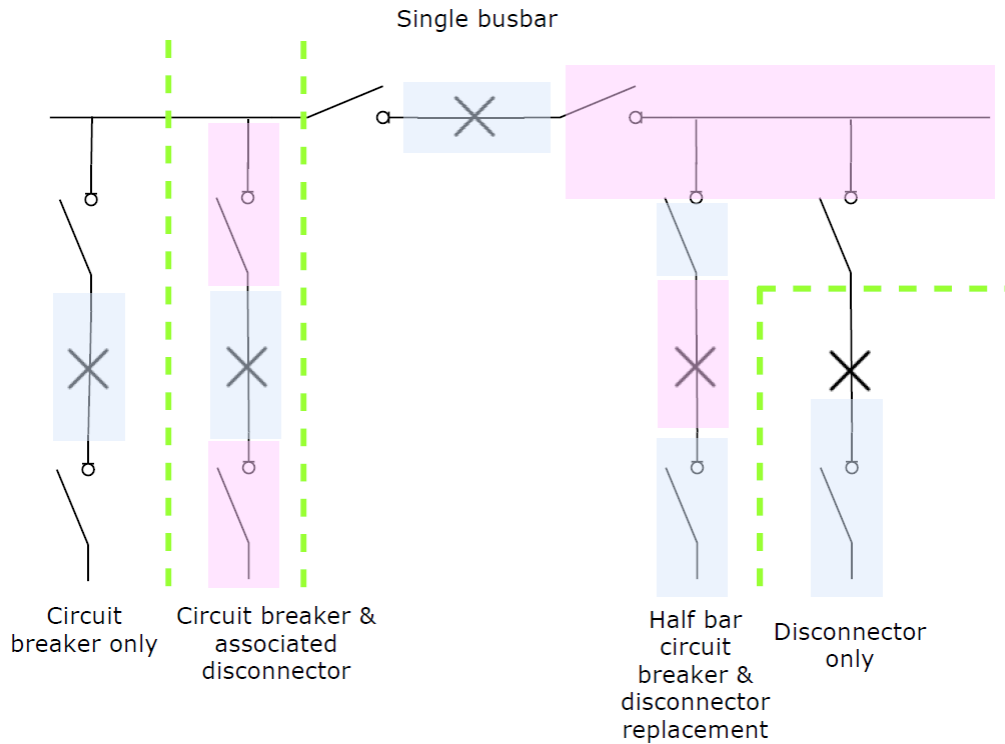 Single busbar
Circuit
breaker only
Circuit breaker &
associated
disconnector
Half bar
circuit
breaker &
disconnector
replacement
Disconnector
only